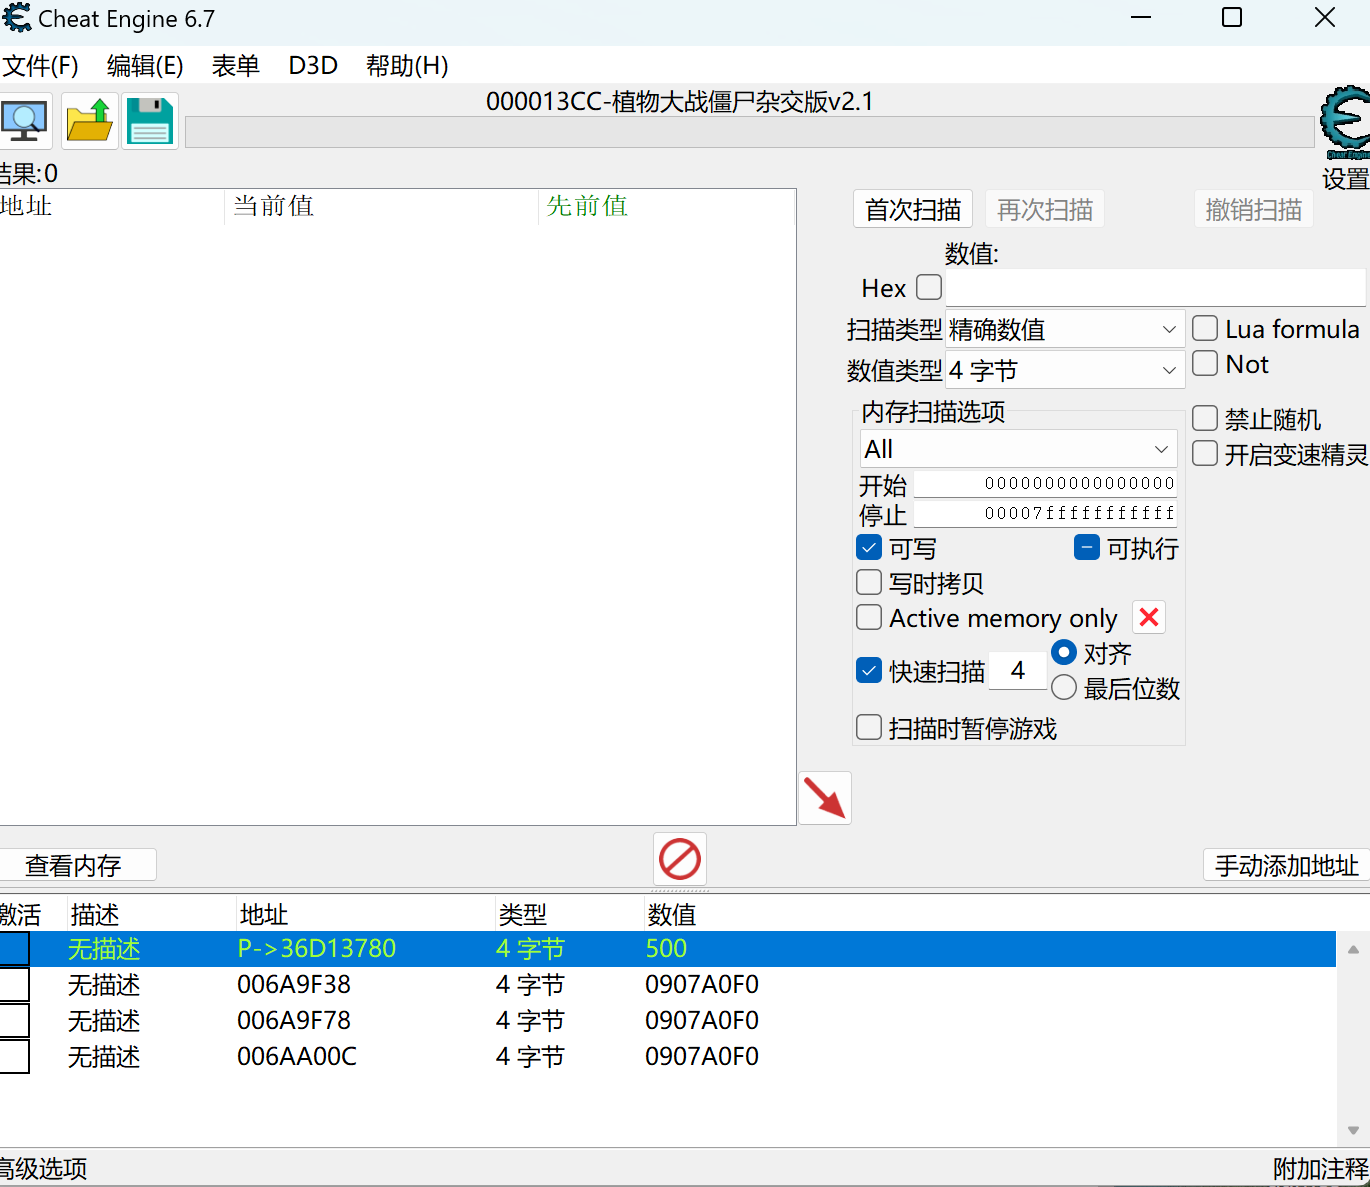 Cheat Engine 6.7
文件(F) 编辑(E) 表单 D3D 帮助(H)
000013CC-植物大战僵尸杂交版v2.1
Cheat Engine
设置
结果:0
地址 当前值 先前值
首次扫描 再次扫描 撤销扫描
数值:
Hex
扫描类型 精确数值 Lua formula
数值类型 4 字节 Not
内存扫描选项
All
禁止随机
开启变速精灵
开始 0000000000000000
停止 00007fffffffffff
可写 可执行
写时拷贝
Active memory only
快速扫描 4 对齐
最后位数
扫描时暂停游戏
查看内存 手动添加地址
激活 描述 地址 类型 数值
无描述 P->36D13780 4 字节 500
无描述 006A9F38 4 字节 0907A0F0
无描述 006A9F78 4 字节 0907A0F0
无描述 006AA00C 4 字节 0907A0F0
高级选项 附加注释